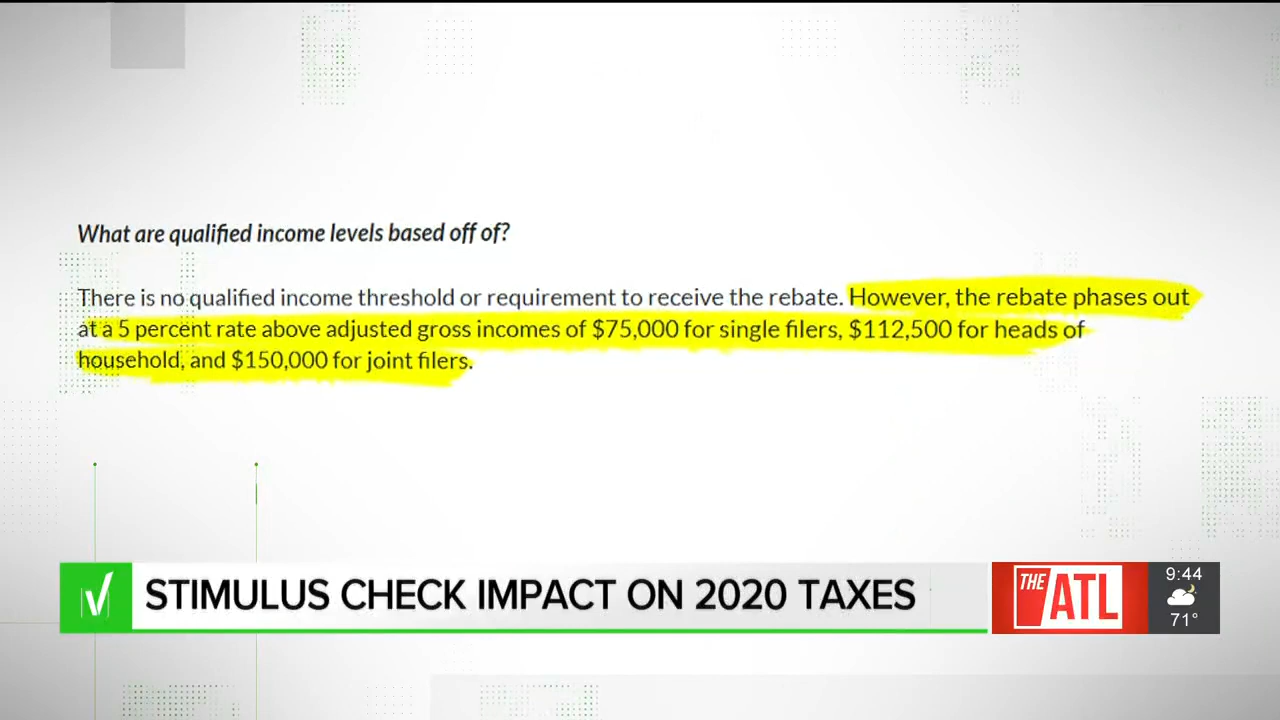 What are qualified income levels based off of?
There is no qualified income threshold or requirement to receive the rebate. However, the rebate phases out
at a 5 percent rate above adjusted gross incomes of $75,000 for single filers, $112,500 for heads of
household, and $150,000 for joint filers.
STIMULUS CHECK IMPACT ON 2020 TAXES
THE ATL
9:44
71°